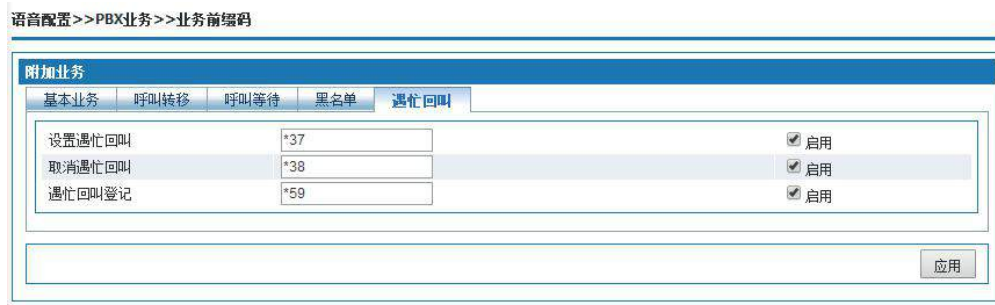 语音配置>>PBX业务>>业务前缀码
附加业务
基本业务 呼叫转移 呼叫等待 黑名单 遇忙回叫
设置遇忙回叫 *37 启用
取消遇忙回叫 *38 启用
遇忙回叫登记 *59 启用
应用